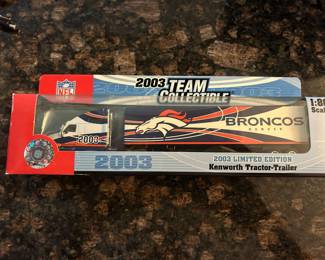 NFL
2003 TEAM
COLLECTIBLE
1:80
Scale
BRONCOS
DENVER
2003
2003
2003 LIMITED EDITION
Kenworth Tractor-Trailer